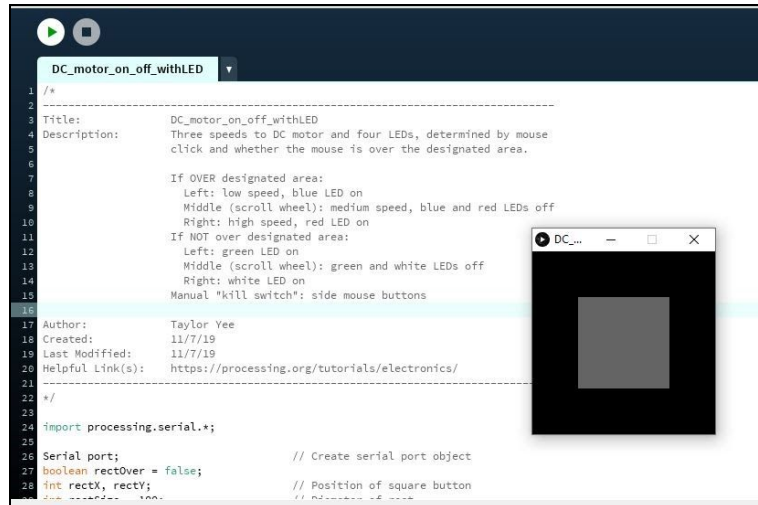 DC_motor_on_off_withLED ▼
1 /*
2 --------------------------------------------------------------------------------
3 Title: DC_motor_on_off_withLED
4 Description: Three speeds to DC motor and four LEDs, determined by mouse
5 click and whether the mouse is over the designated area.
6
7 If OVER designated area:
8 Left: low speed, blue LED on
9 Middle (scroll wheel): medium speed, blue and red LEDs off
10 Right: high speed, red LED on
11 If NOT over designated area:
12 Left: green LED on
13 Middle (scroll wheel): green and white LEDs off
14 Right: white LED on
15 Manual "kill switch": side mouse buttons
16
17 Author: Taylor Yee
18 Created: 11/7/19
19 Last Modified: 11/7/19
20 Helpful Link(s): https://processing.org/tutorials/electronics/
21 --------------------------------------------------------------------------------
22 */
23
24 import processing.serial.*;
25
26 Serial port; // Create serial port object
27 boolean rectOver = false;
28 int rectX, rectY; // Position of square button
DC_...